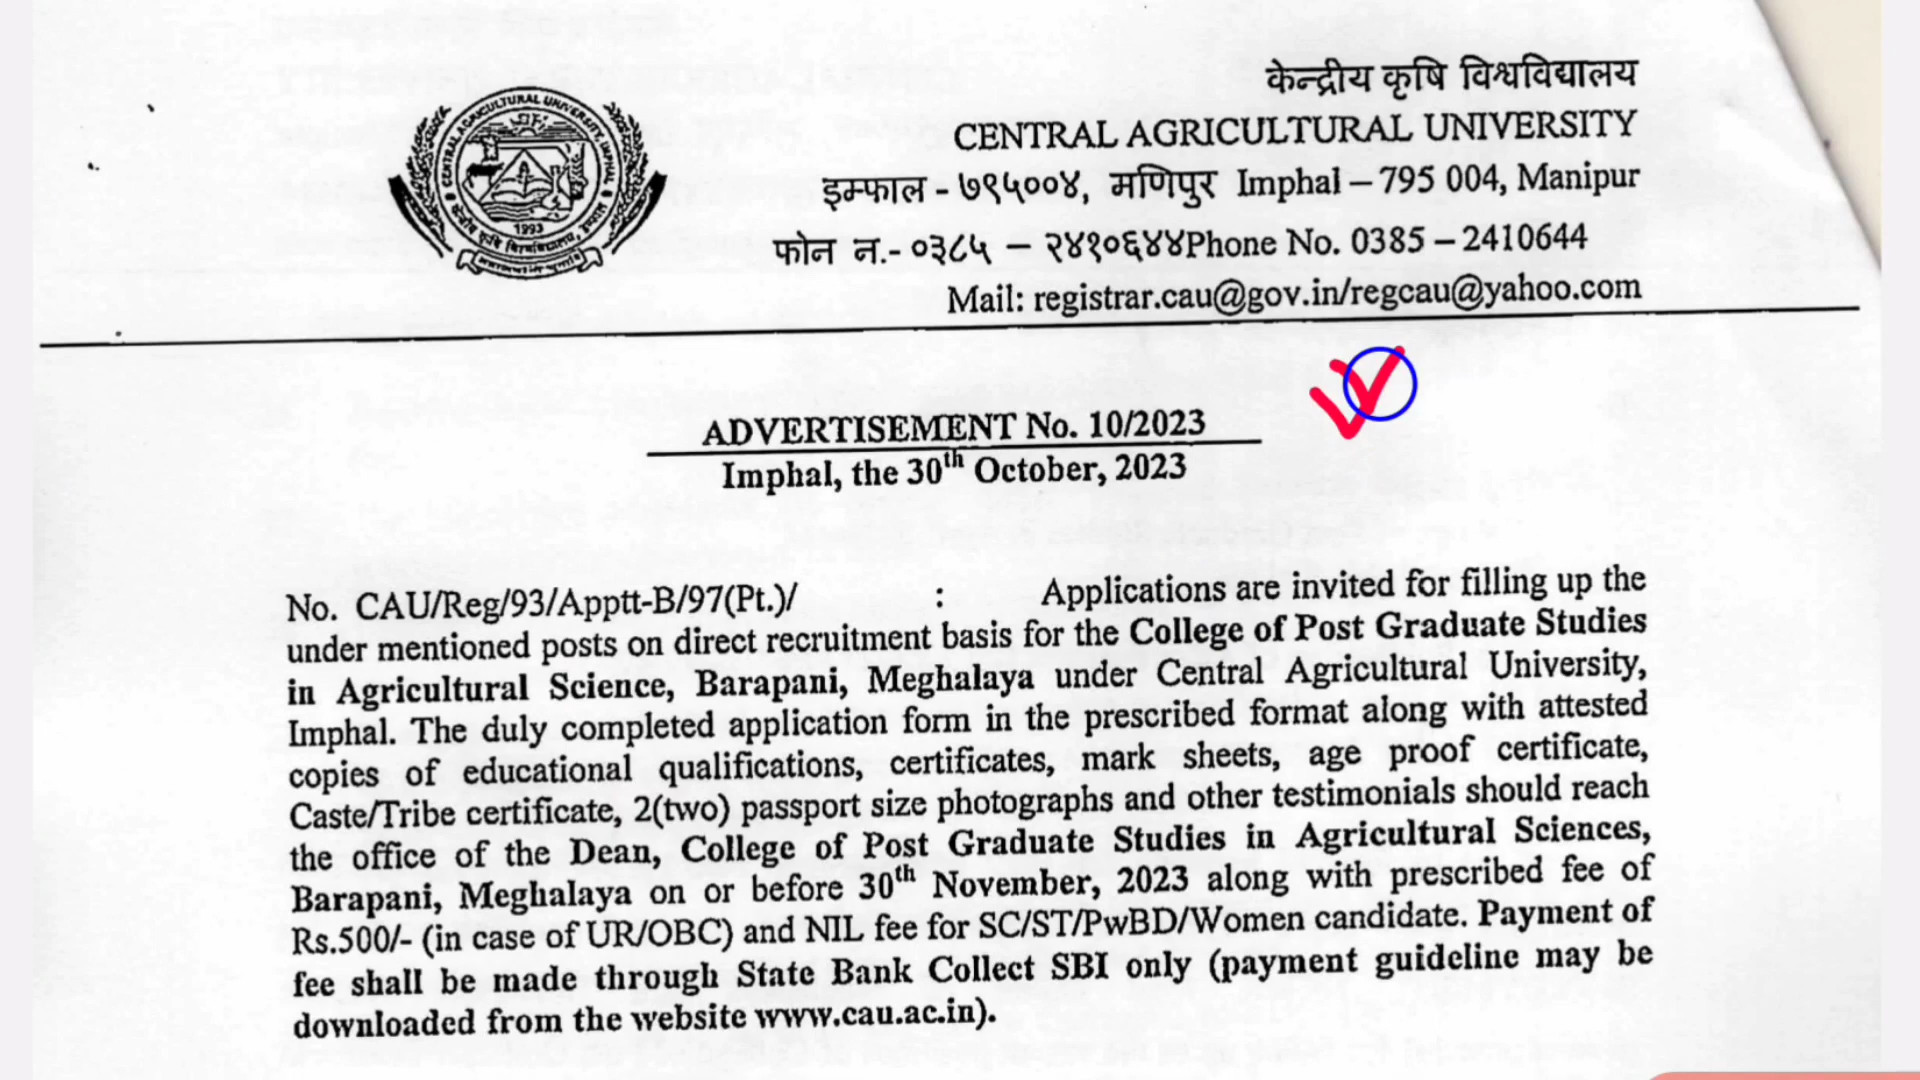 केन्द्रीय कृषि विश्वविद्यालय
CENTRAL AGRICULTURAL UNIVERSITY
इम्फाल - ७९५००४, मणिपुर Imphal – 795 004, Manipur
फोन न.- ०३८५ – २४१०६४४Phone No. 0385 – 2410644
Mail: registrar.cau@gov.in/regcau@yahoo.com
CENTRAL AGRICULTURAL UNIVERSITY, IMPHAL
1993
ADVERTISEMENT No. 10/2023
Imphal, the 30th October, 2023
No. CAU/Reg/93/Apptt-B/97(Pt.)/ : Applications are invited for filling up the
under mentioned posts on direct recruitment basis for the College of Post Graduate Studies
in Agricultural Science, Barapani, Meghalaya under Central Agricultural University,
Imphal. The duly completed application form in the prescribed format along with attested
copies of educational qualifications, certificates, mark sheets, age proof certificate,
Caste/Tribe certificate, 2(two) passport size photographs and other testimonials should reach
the office of the Dean, College of Post Graduate Studies in Agricultural Sciences,
Barapani, Meghalaya on or before 30th November, 2023 along with prescribed fee of
Rs.500/- (in case of UR/OBC) and NIL fee for SC/ST/PwBD/Women candidate. Payment of
fee shall be made through State Bank Collect SBI only (payment guideline may be
downloaded from the website www.cau.ac.in).